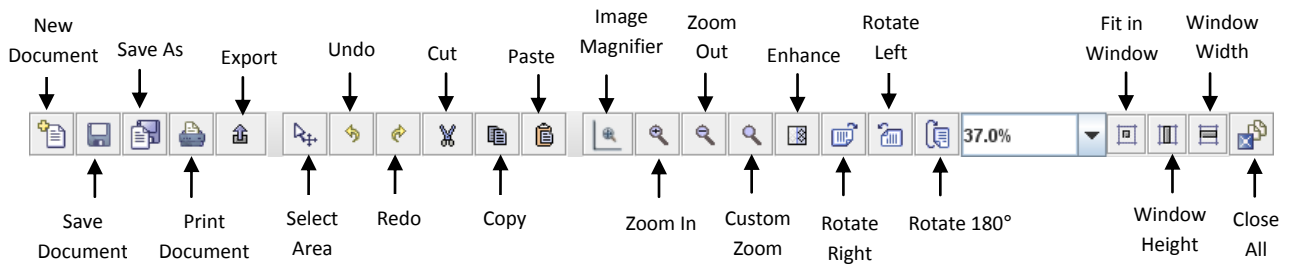 New
Document
Save As
Export
Undo
Cut
Paste
Image
Magnifier
Zoom
Out
Enhance
Rotate
Left
Fit in
Window
Window
Width
37.0%
Save
Document
Print
Document
Select
Area
Redo
Copy
Zoom In
Custom
Zoom
Rotate
Right
Rotate 180°
Window
Height
Close
All